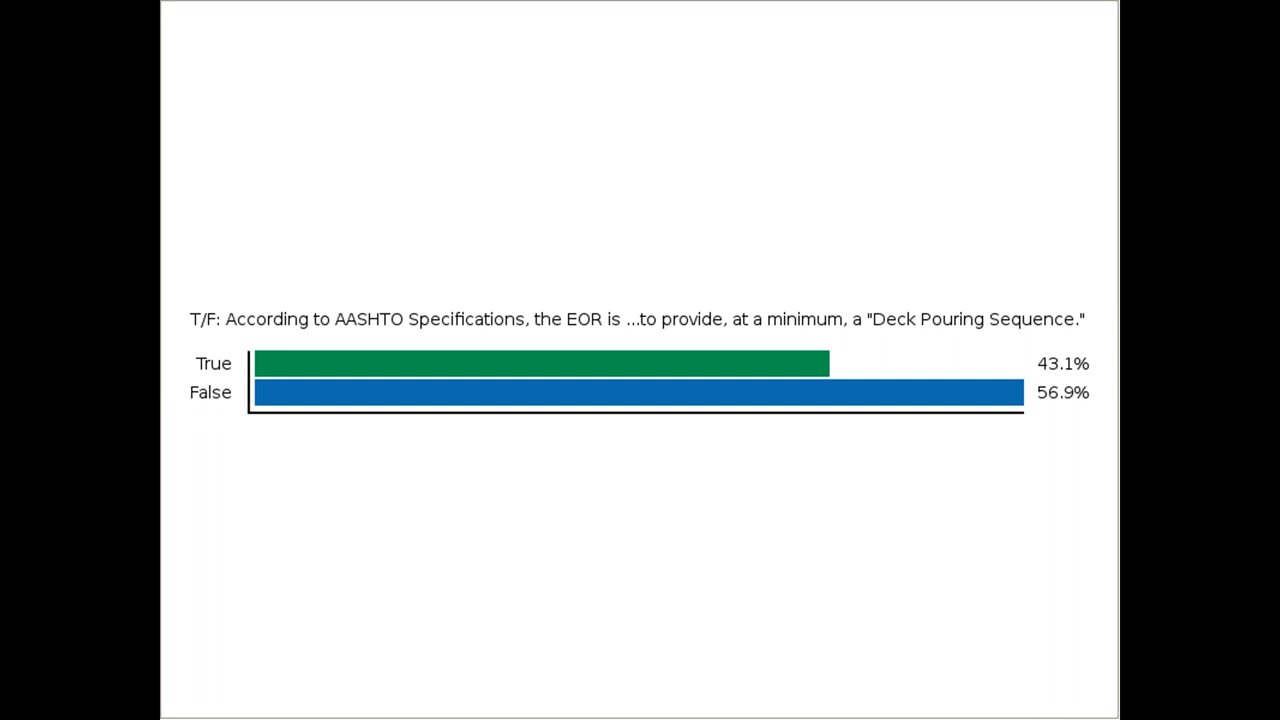 T/F: According to AASHTO Specifications, the EOR is ...to provide, at a minimum, a "Deck Pouring Sequence."
True 43.1%
False 56.9%